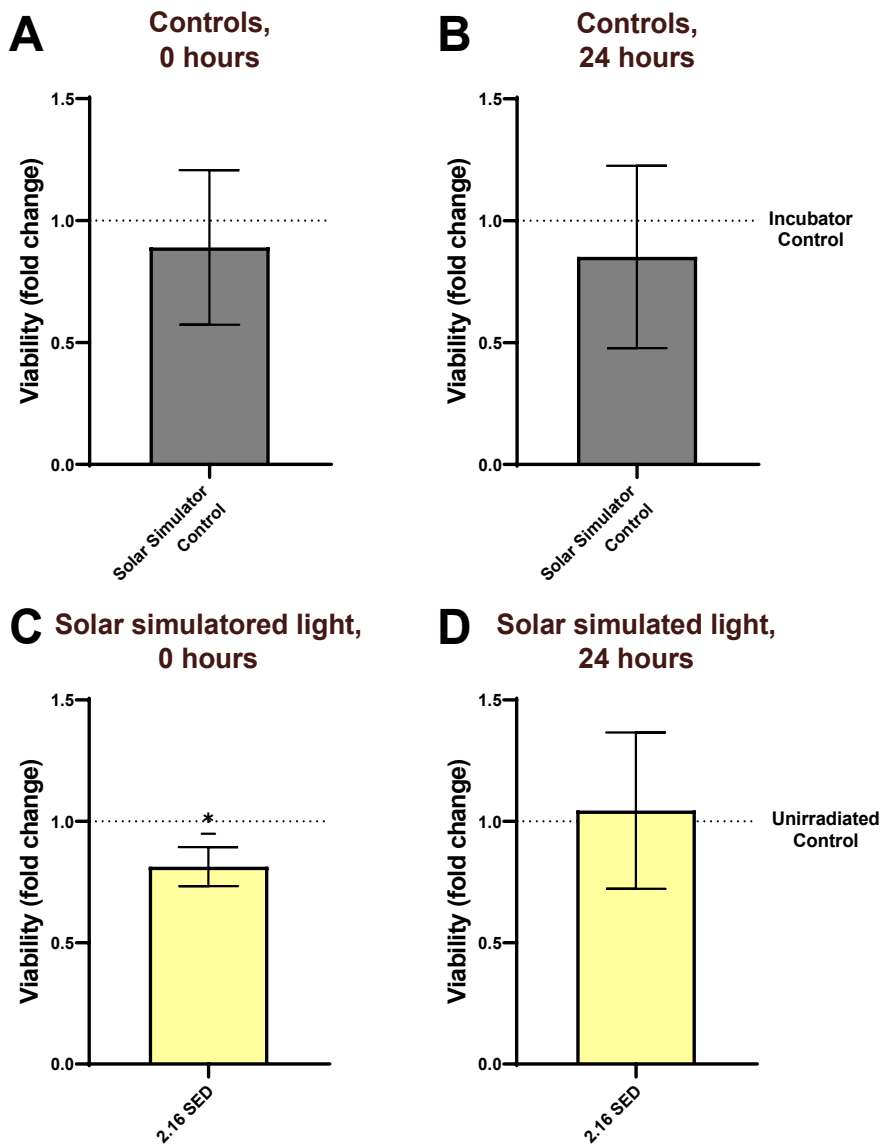 A
Controls,
0 hours
Viability (fold change)
1.5
1.0
0.5
0.0
Solar Simulator
Control
B
Controls,
24 hours
Viability (fold change)
1.5
1.0
0.5
0.0
Incubator
Control
Solar Simulator
Control
C
Solar simulatored light,
0 hours
Viability (fold change)
1.5
1.0
0.5
0.0
*
2.16 SED
D
Solar simulated light,
24 hours
Viability (fold change)
1.5
1.0
0.5
0.0
Unirradiated
Control
2.16 SED